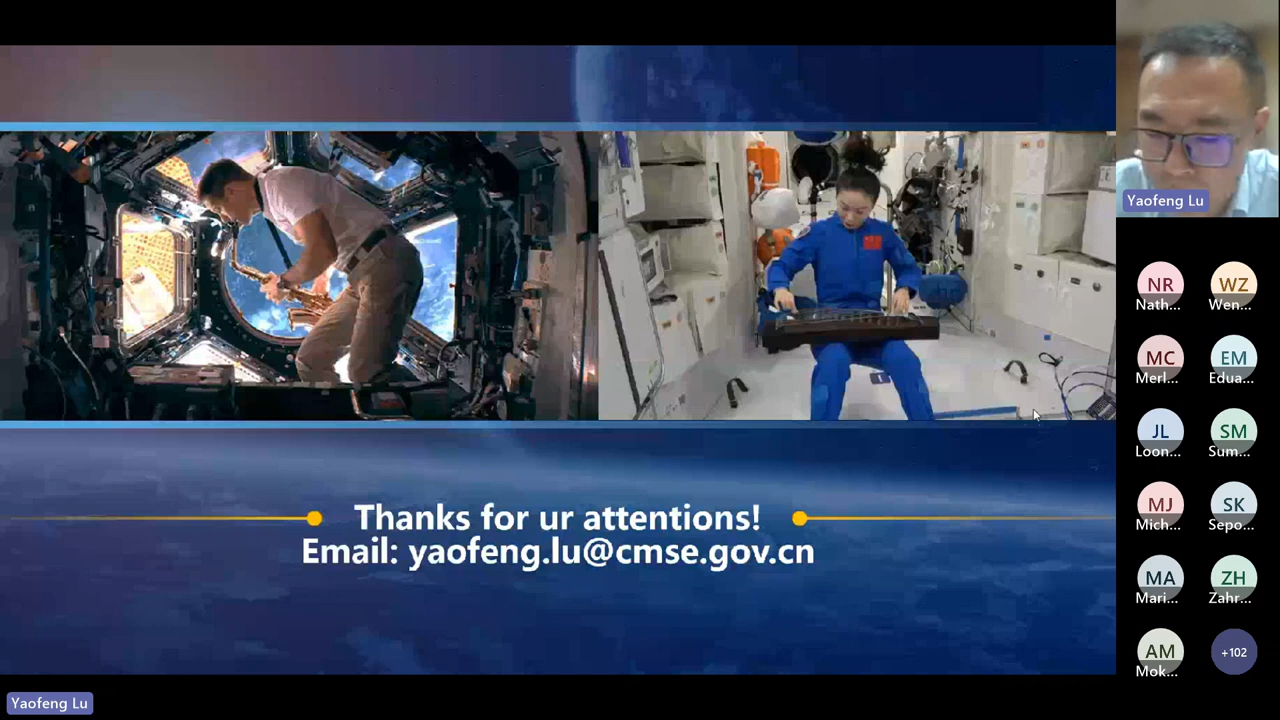 Thanks for ur attentions!
Email: yaofeng.lu@cmse.gov.cn
Yaofeng Lu
Yaofeng Lu
NR
Nath...
WZ
Wen...
MC
Merl...
EM
Edua...
JL
Loon...
SM
Sum...
MJ
Mich...
SK
Sepo...
MA
Mari...
ZH
Zahr...
AM
Mok...
+102